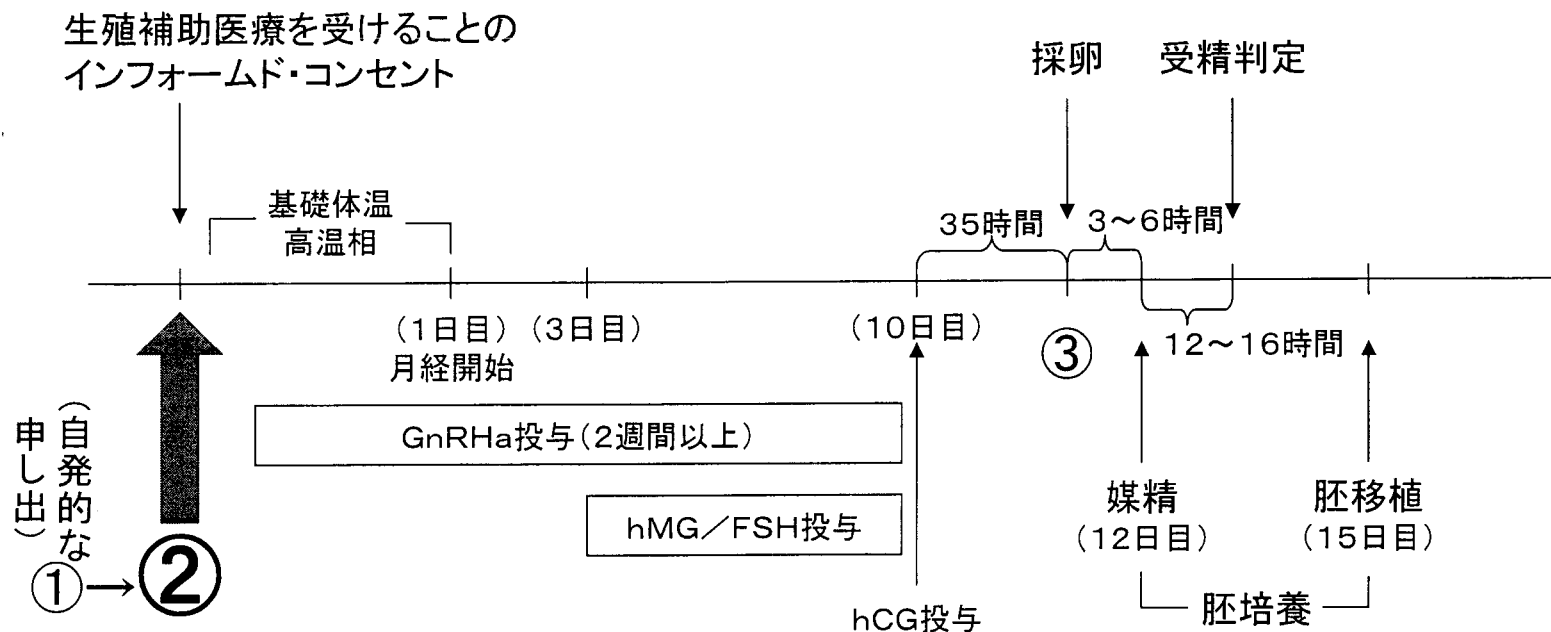 生殖補助医療を受けることの
インフォームド・コンセント
採卵
受精判定
基礎体温
高温相
35時間
3～6時間
(1日目)
(3日目)
(10日目)
月経開始
③
12～16時間
GnRHa投与(2週間以上)
hMG／FSH投与
(自発的な
申し出)
①→②
媒精
(12日目)
胚移植
(15日目)
胚培養
hCG投与